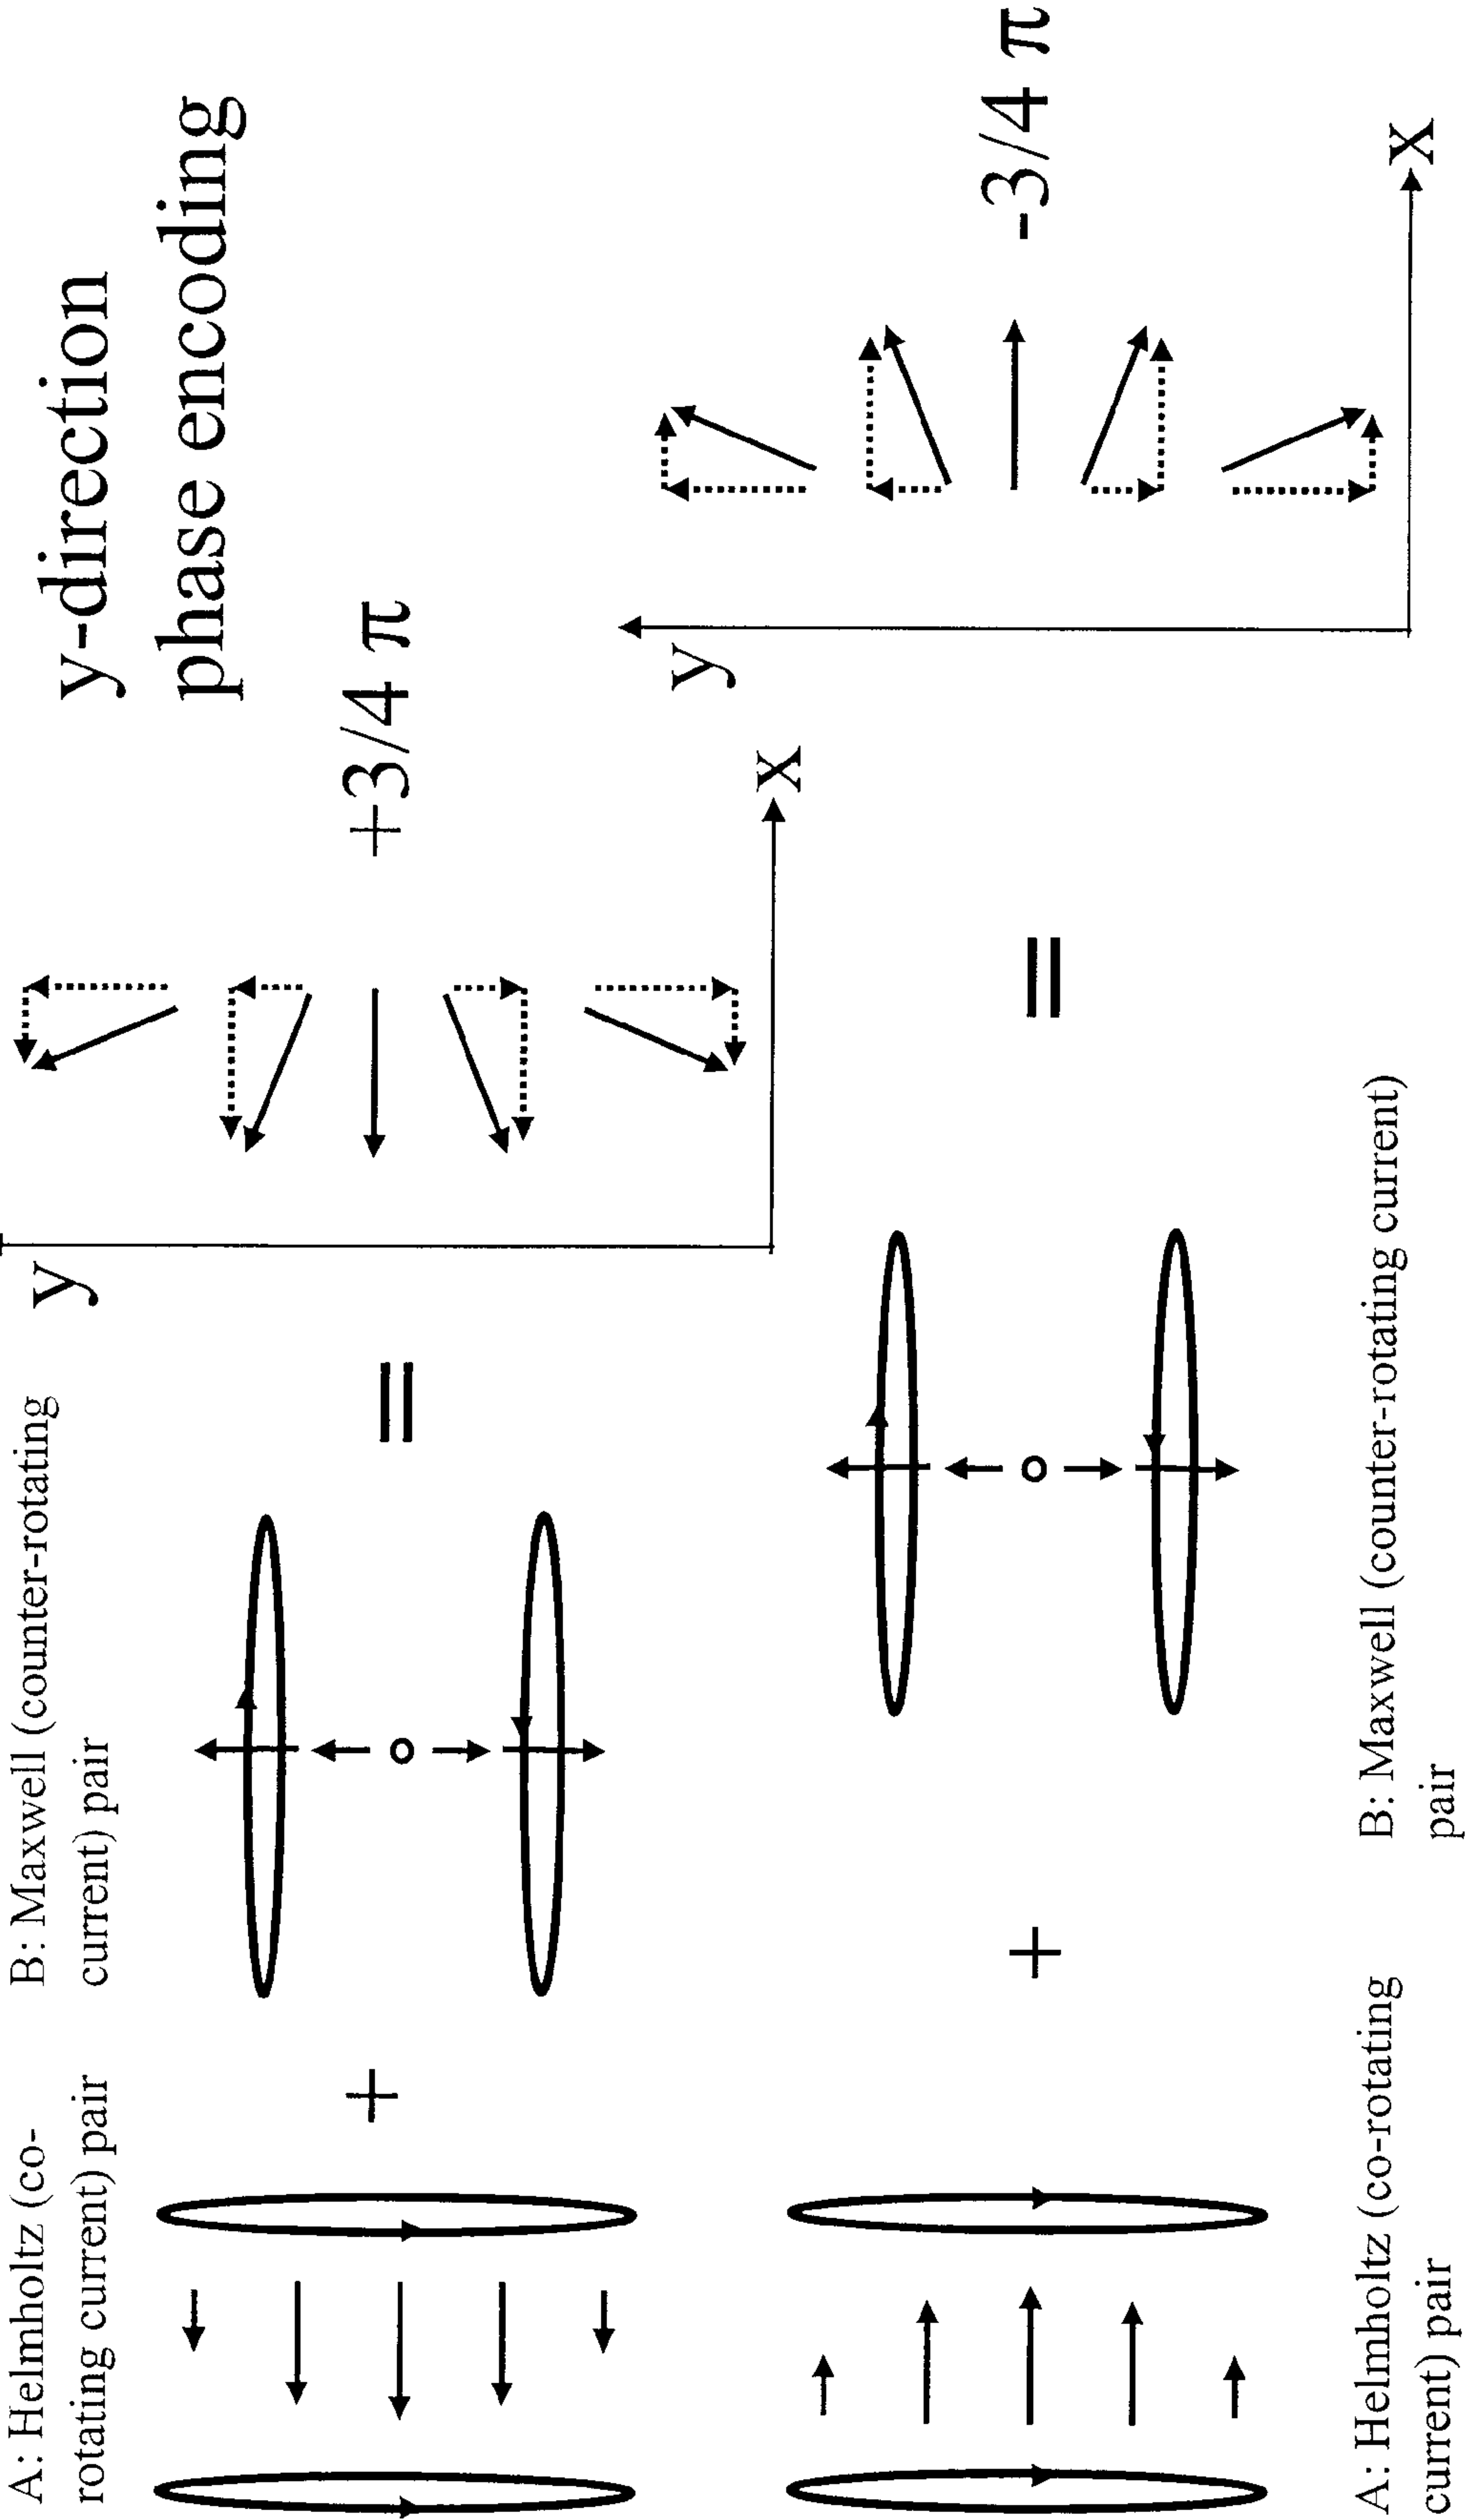 y-direction
phase encoding
A: Helmholtz (co-
rotating current) pair
B: Maxwell (counter-rotating
current) pair
+
=
y
x
+3/4 π
A: Helmholtz (co-rotating
current) pair
B: Maxwell (counter-rotating current)
pair
+
=
y
x
-3/4 π